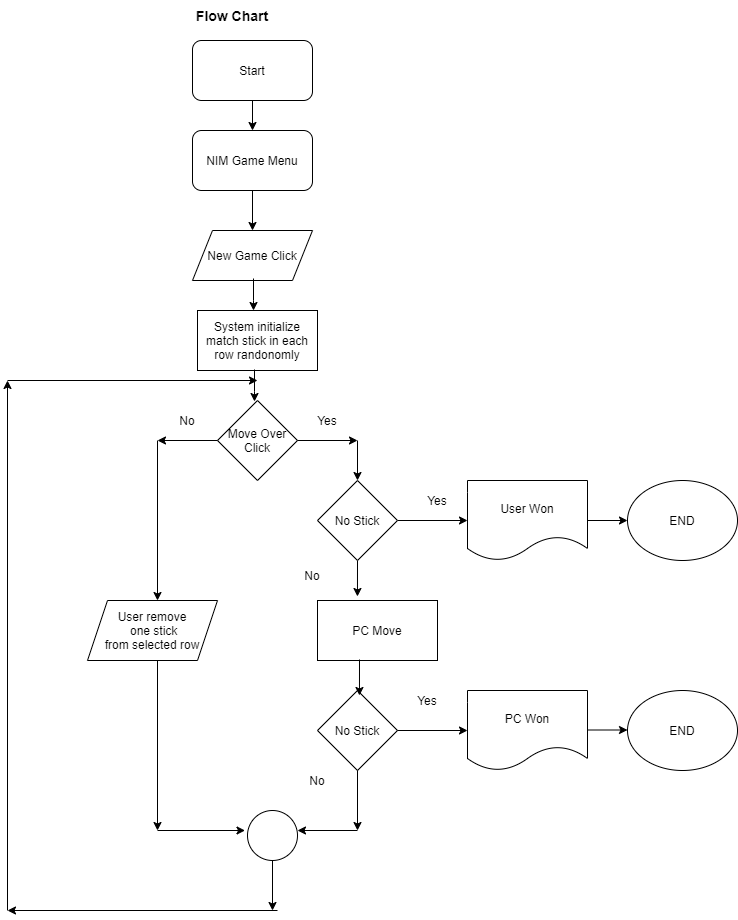 Flow Chart
Start
NIM Game Menu
New Game Click
System initialize
match stick in each
row randonomly
No
Yes
Move Over
Click
Yes
User Won
END
No Stick
No
User remove
one stick
from selected row
PC Move
Yes
PC Won
END
No Stick
No